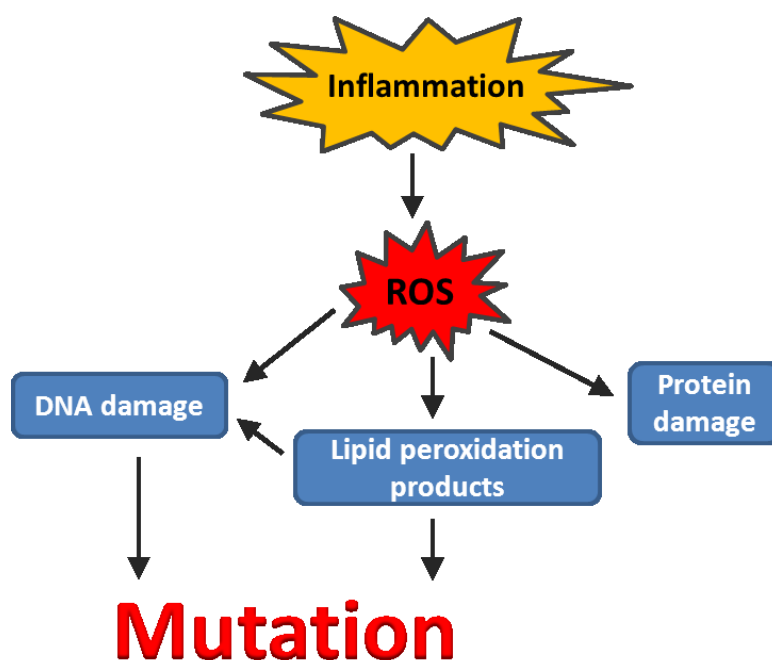 Inflammation
ROS
DNA damage
Lipid peroxidation
products
Protein
damage
Mutation